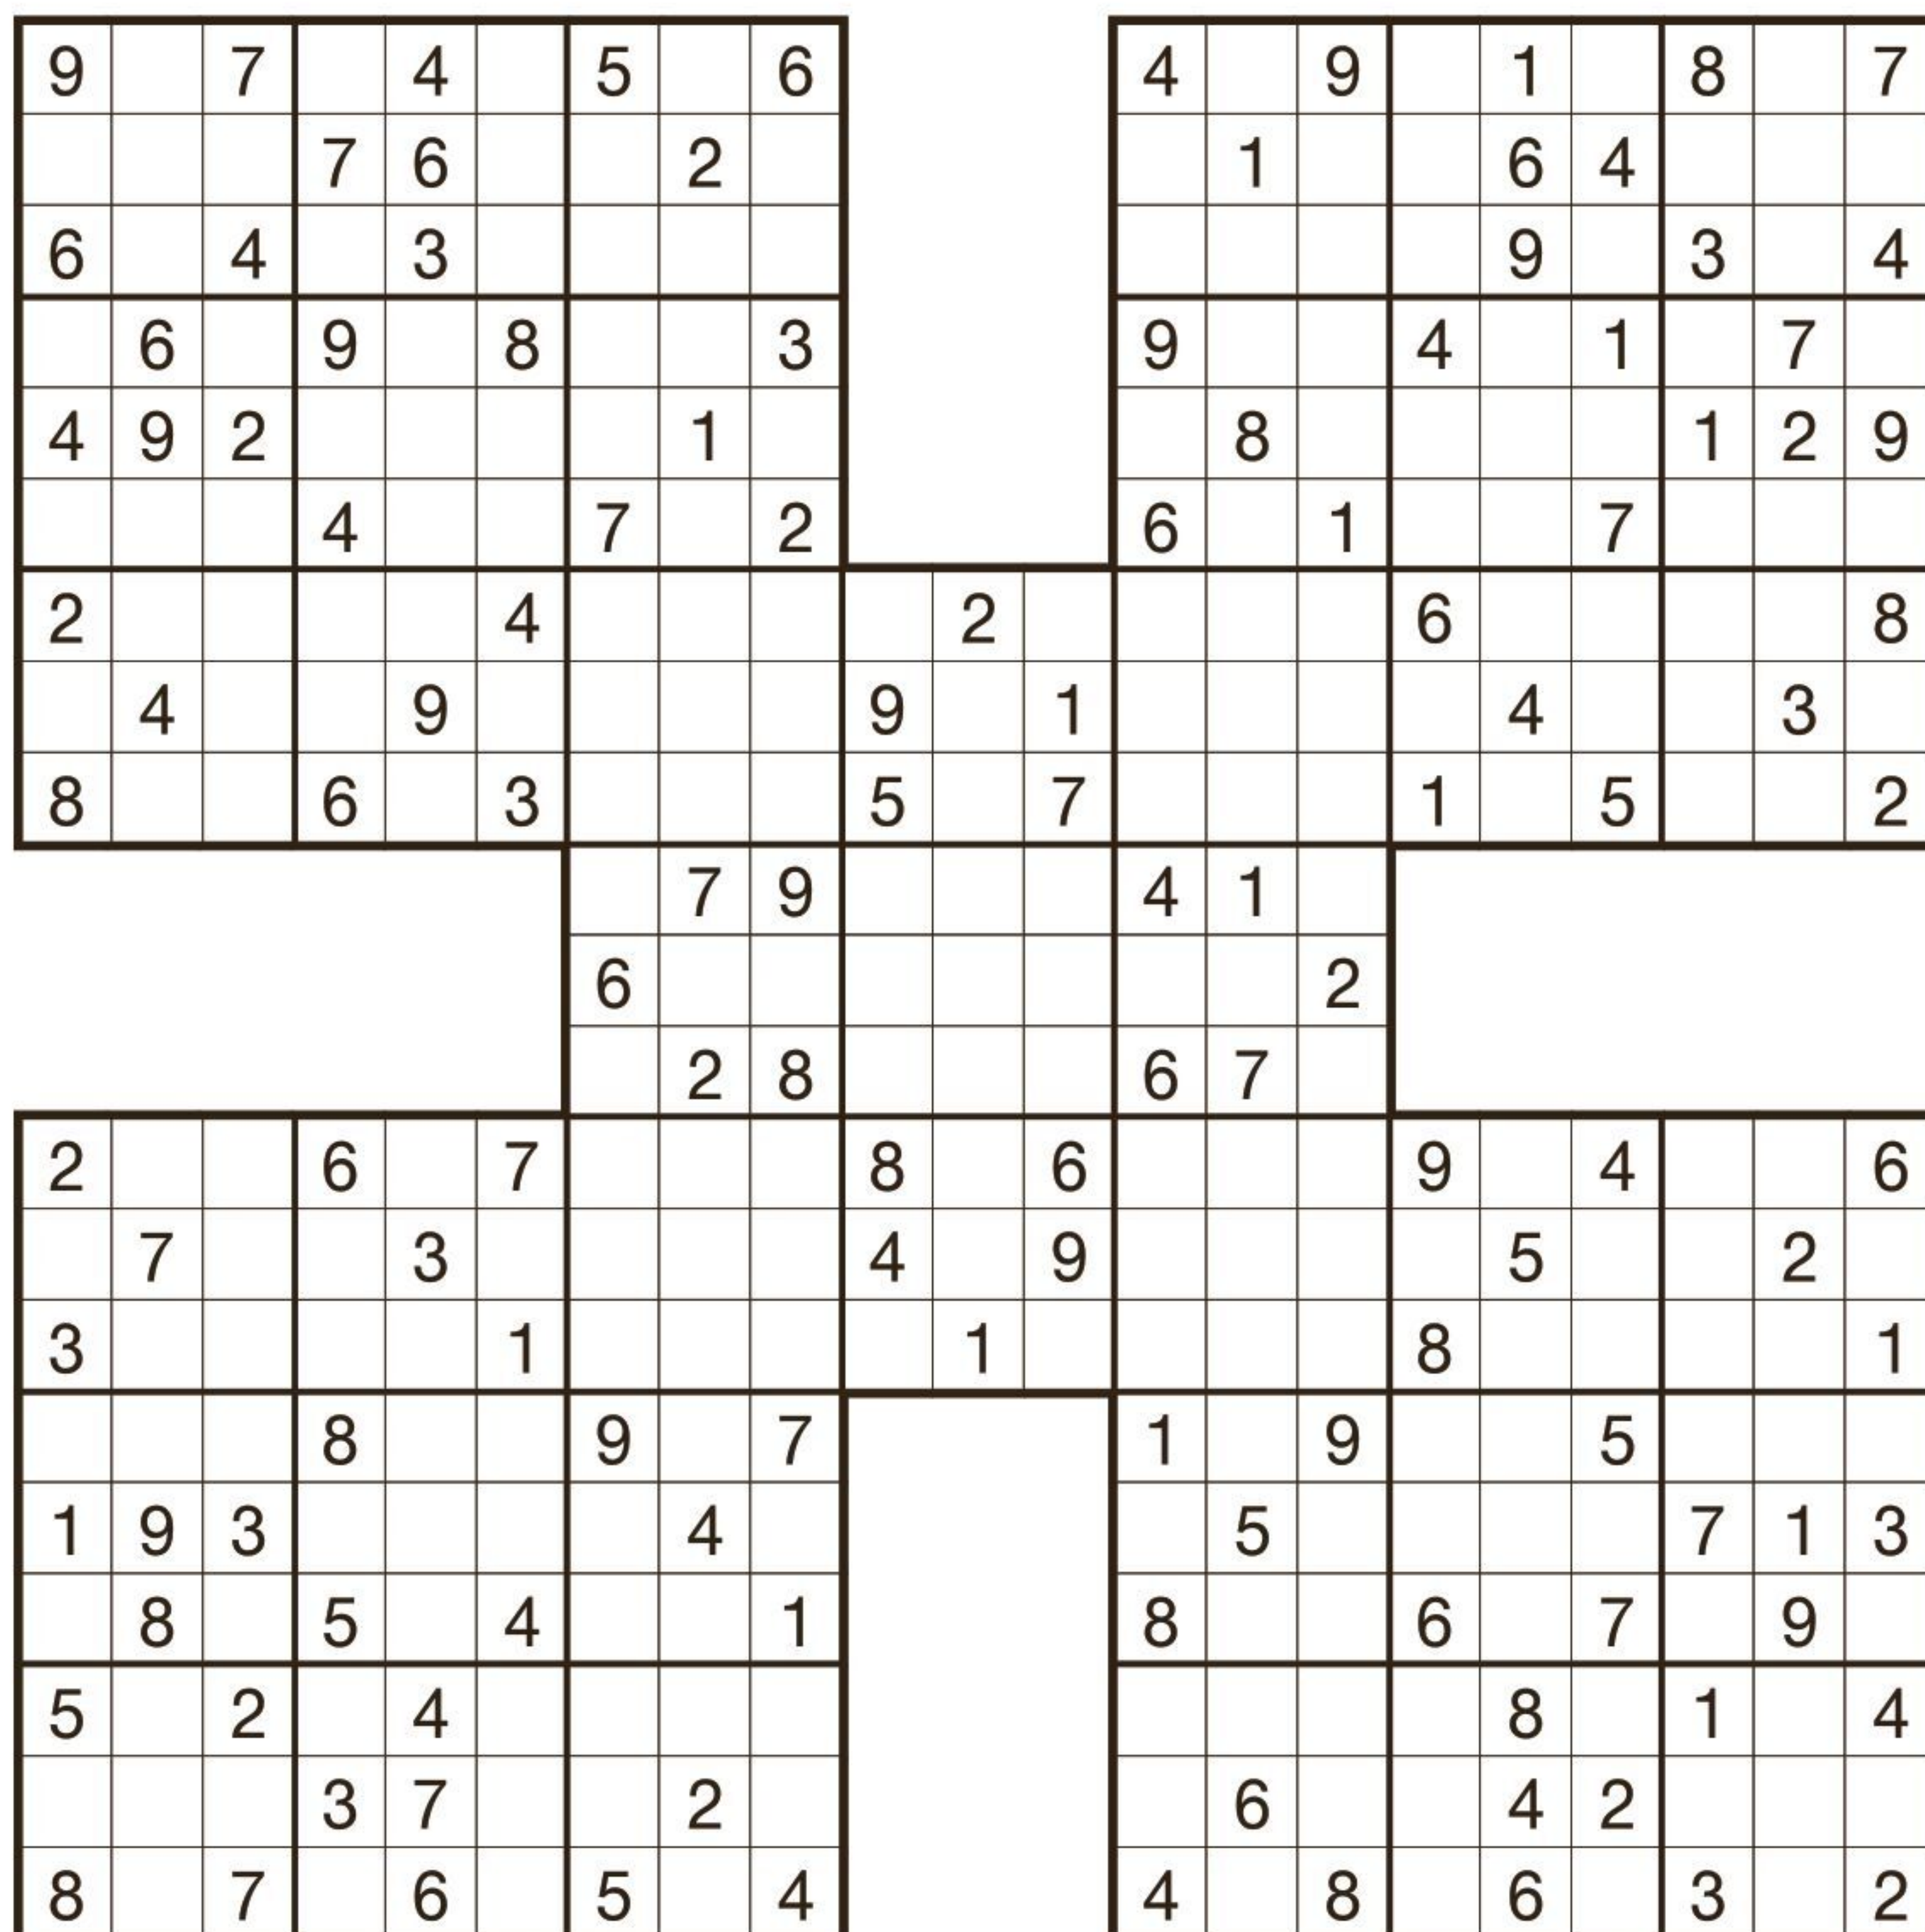 9 7 4 5 6 4 9 1 8 7
7 6 2 1 6 4
6 4 3 9 3 4
6 9 8 3 9 4 1 7
4 9 2 1 8 1 2 9
4 7 2 6 1 7
2 4 2 6 8
4 9 9 1 4 3
8 6 3 5 7 1 5 2
7 9 4 1
6 2
2 8 6 7
2 6 7 8 6 9 4 6
7 3 4 9 5 2
3 1 1 8 1
8 9 7 1 9 5
1 9 3 4 5 7 1 3
8 5 4 1 8 6 7 9
5 2 4 8 1 4
3 7 2 6 4 2
8 7 6 5 4 4 8 6 3 2